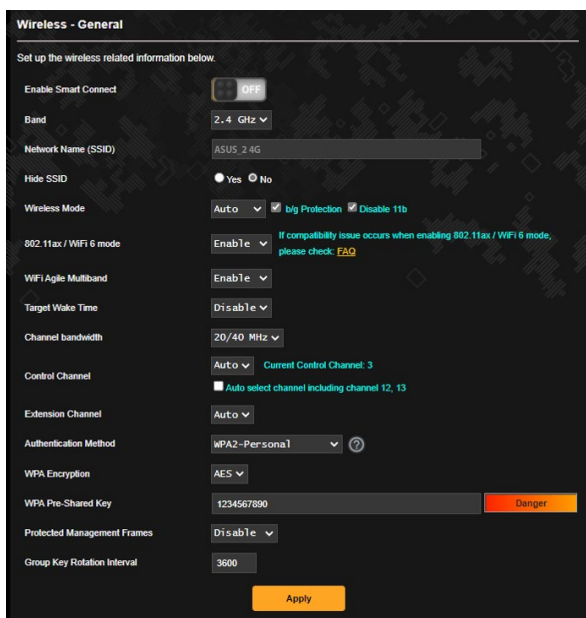 Wireless - General
Set up the wireless related information below.
Enable Smart Connect OFF
Band 2.4 GHz
Network Name (SSID) ASUS_24G
Hide SSID Yes No
Wireless Mode Auto b/g Protection Disable 11b
802.11ax / WiFi 6 mode Enable If compatibility issue occurs when enabling 802.11ax / WiFi 6 mode,
please check: FAQ
WiFi Agile Multiband Enable
Target Wake Time Disable
Channel bandwidth 20/40 MHz
Control Channel Auto Current Control Channel: 3
Auto select channel including channel 12, 13
Extension Channel Auto
Authentication Method WPA2-Personal ?
WPA Encryption AES
WPA Pre-Shared Key 1234567890 Danger
Protected Management Frames Disable
Group Key Rotation Interval 3600
Apply